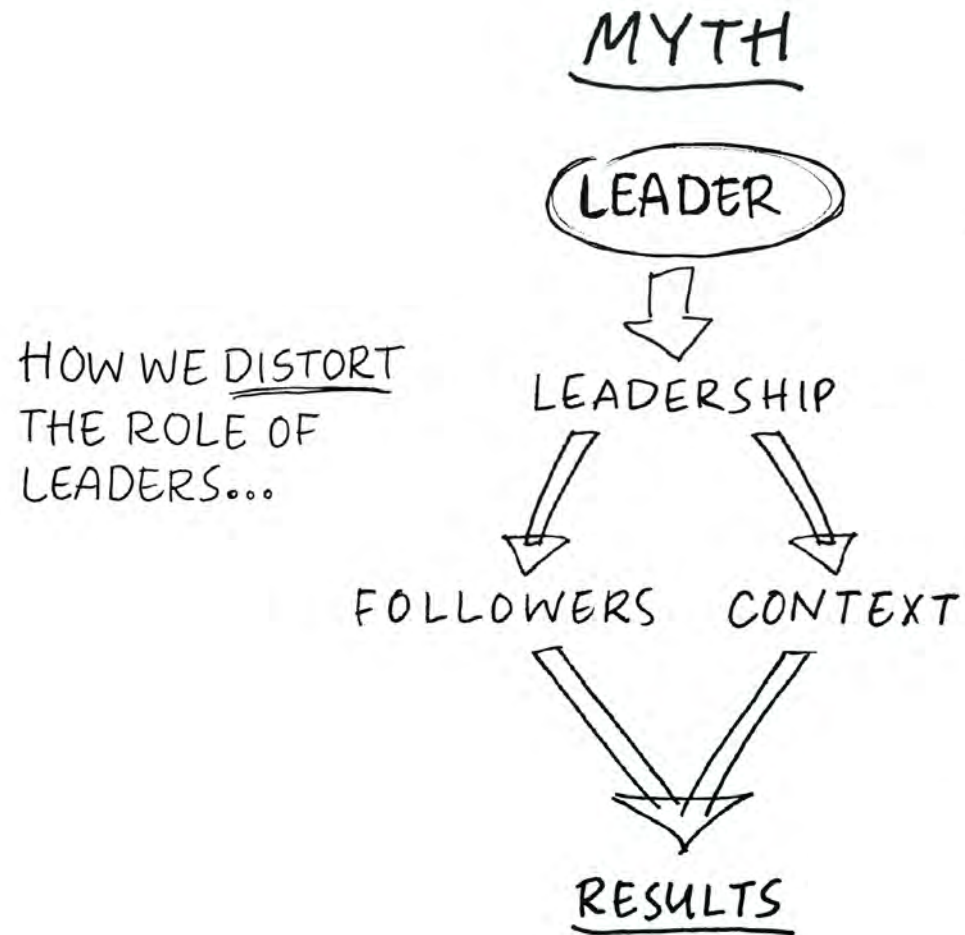 MYTH
LEADER
HOW WE DISTORT
THE ROLE OF
LEADERS...
LEADERSHIP
FOLLOWERS CONTEXT
RESULTS